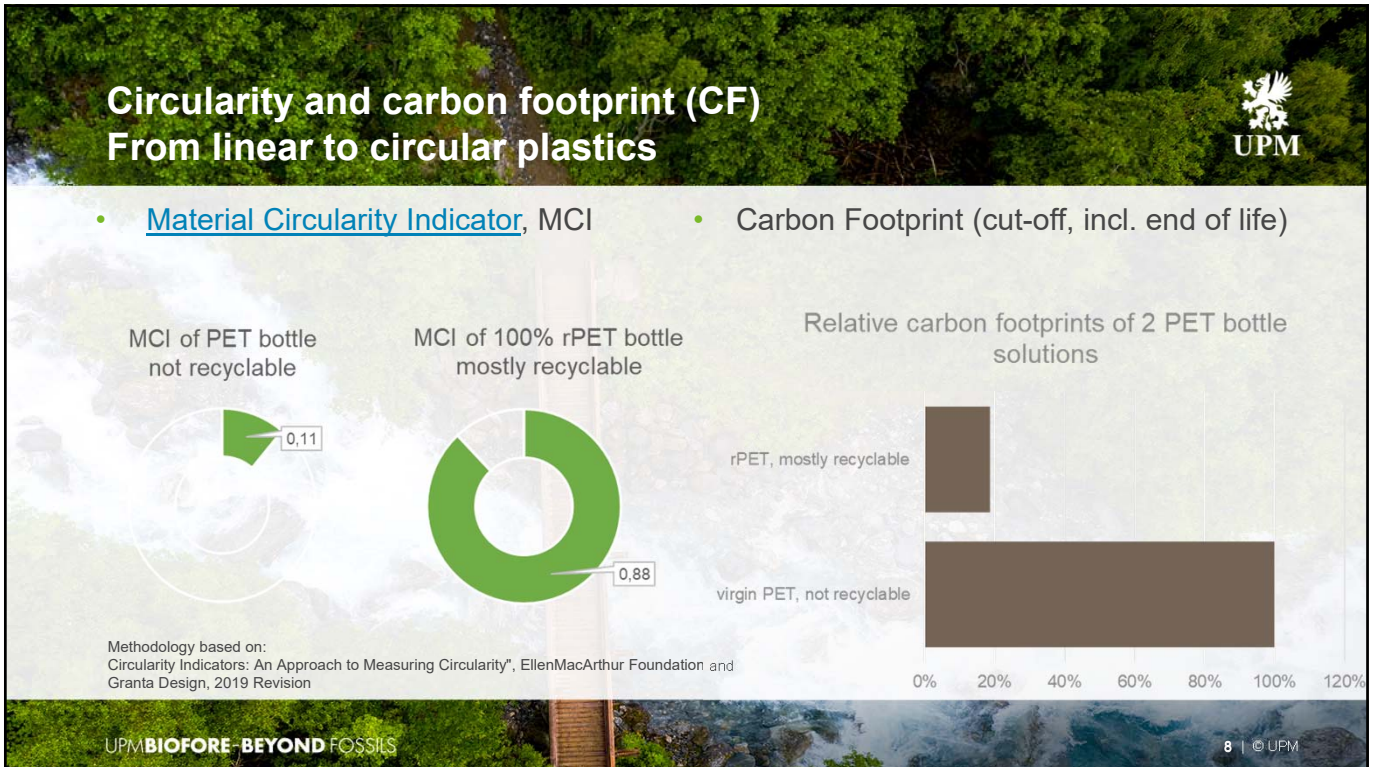 Circularity and carbon footprint (CF)
From linear to circular plastics
UPM
• Material Circularity Indicator, MCI
• Carbon Footprint (cut-off, incl. end of life)
MCI of PET bottle
not recyclable
0,11
MCI of 100% rPET bottle
mostly recyclable
0,88
Relative carbon footprints of 2 PET bottle
solutions
rPET, mostly recyclable
virgin PET, not recyclable
0% 20% 40% 60% 80% 100% 120%
Methodology based on:
Circularity Indicators: An Approach to Measuring Circularity", EllenMacArthur Foundation and
Granta Design, 2019 Revision
UPM BIOFORE-BEYOND FOSSILS
8 | © UPM